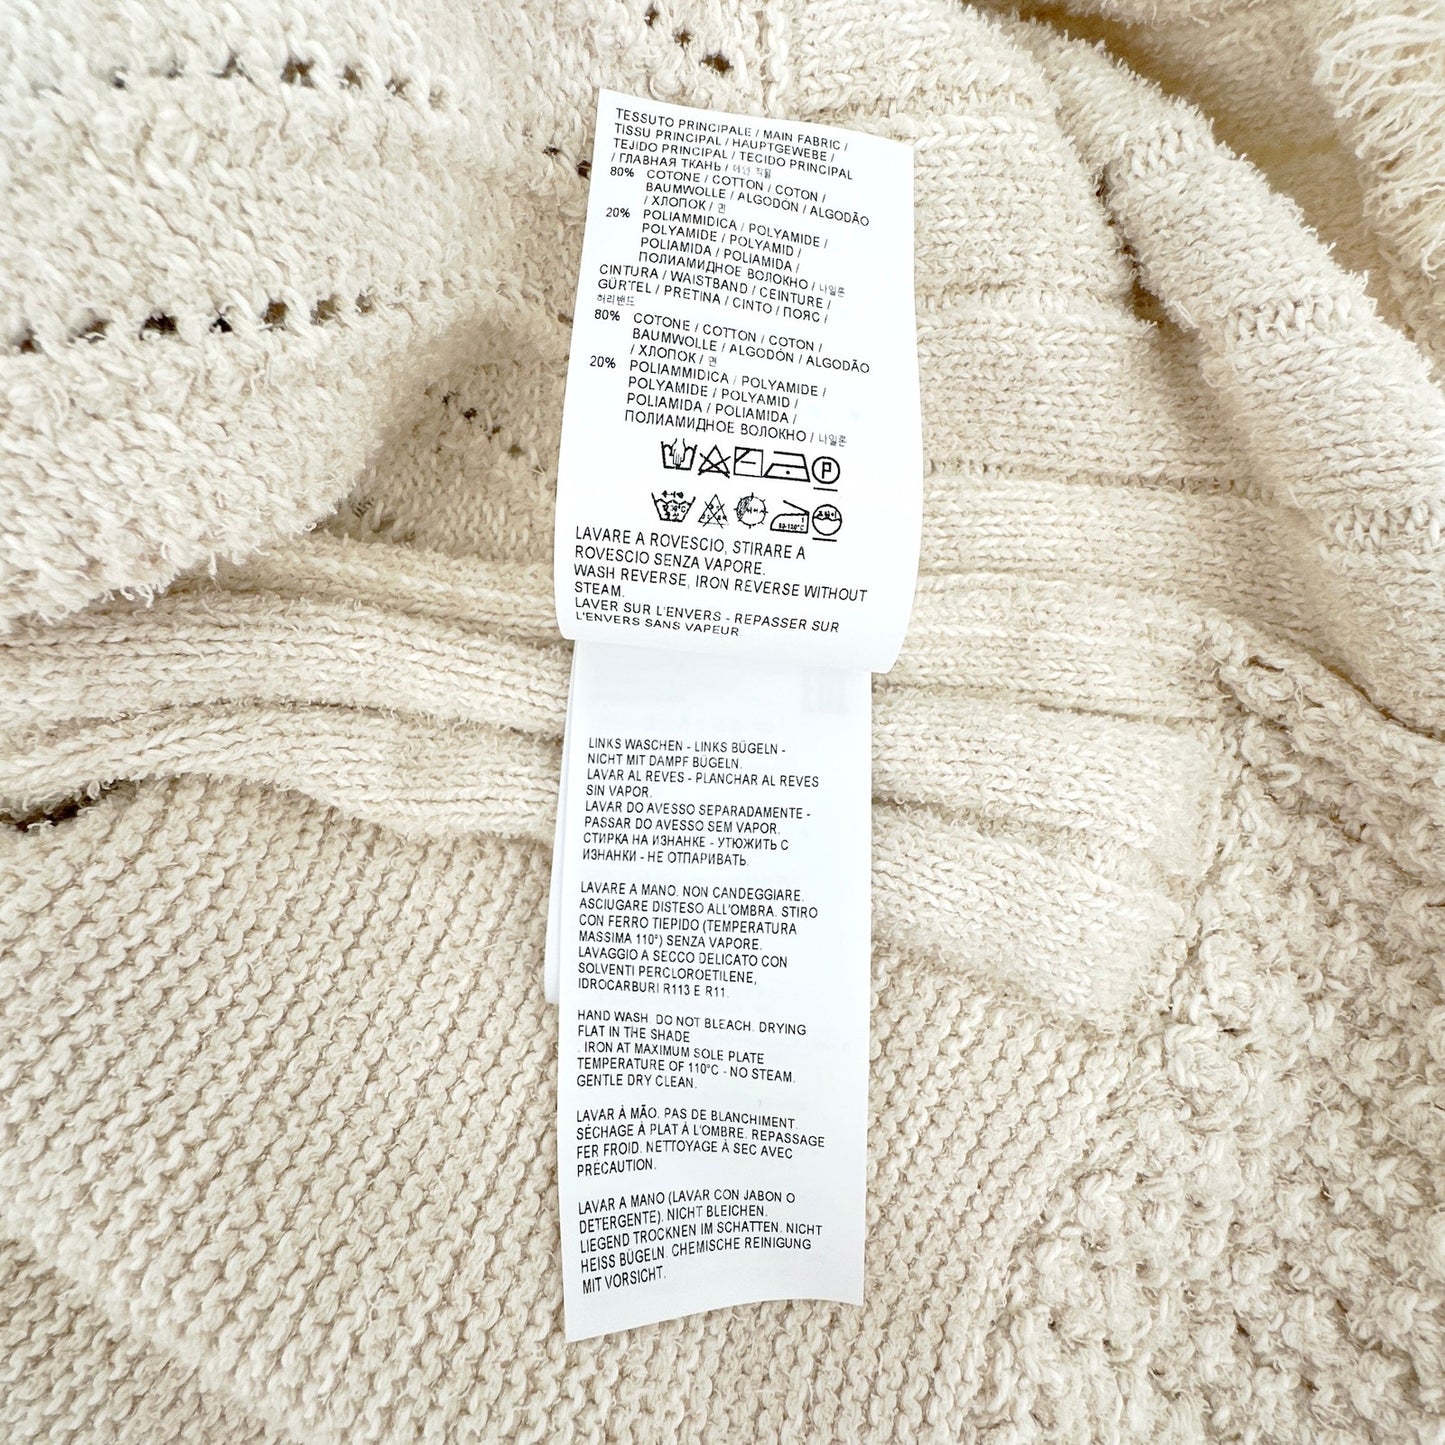 TESSUTO PRINCIPALE / MAIN FABRIC /
TISSU PRINCIPAL / HAUPTGEWEBE /
TEJIDO PRINCIPAL / TECIDO PRINCIPAL
/ ГЛАВНАЯ ТКАНЬ / 메인 직물
80% COTONE / COTTON / COTON /
BAUMWOLLE / ALGODÓN / ALGODÃO
/ ХЛОПОК / 면
20% POLIAMMIDICA / POLYAMIDE /
POLYAMIDE / POLYAMID /
POLIAMIDA / POLIAMIDA /
ПОЛИАМИДНОЕ ВОЛОКНО / 나일론
CINTURA / WAISTBAND / CEINTURE /
GÜRTEL / PRETINA / CINTO / ПОЯС /
허리밴드
80% COTONE / COTTON / COTON /
BAUMWOLLE / ALGODÓN / ALGODÃO
/ ХЛОПОК / 면
20% POLIAMMIDICA / POLYAMIDE /
POLYAMIDE / POLYAMID /
POLIAMIDA / POLIAMIDA /
ПОЛИАМИДНОЕ ВОЛОКНО / 나일론
P
LAVARE A ROVESCIO, STIRARE A
ROVESCIO SENZA VAPORE.
WASH REVERSE, IRON REVERSE WITHOUT
STEAM.
LAVER SUR L'ENVERS - REPASSER SUR
L'ENVERS SANS VAPEUR
LINKS WASCHEN - LINKS BÜGELN -
NICHT MIT DAMPF BÜGELN.
LAVAR AL REVES - PLANCHAR AL REVES
SIN VAPOR.
LAVAR DO AVESSO SEPARADAMENTE -
PASSAR DO AVESSO SEM VAPOR.
СТИРКА НА ИЗНАНКЕ - УТЮЖИТЬ С
ИЗНАНКИ - НЕ ОТПАРИВАТЬ.
LAVARE A MANO. NON CANDEGGIARE.
ASCIUGARE DISTESO ALL'OMBRA. STIRO
CON FERRO TIEPIDO (TEMPERATURA
MASSIMA 110°) SENZA VAPORE.
LAVAGGIO A SECCO DELICATO CON
SOLVENTI PERCLOROETILENE,
IDROCARBURI R113 E R11.
HAND WASH. DO NOT BLEACH. DRYING
FLAT IN THE SHADE
. IRON AT MAXIMUM SOLE PLATE
TEMPERATURE OF 110°C - NO STEAM.
GENTLE DRY CLEAN.
LAVAR À MÃO. PAS DE BLANCHIMENT.
SÉCHAGE À PLAT À L'OMBRE. REPASSAGE
FER FROID. NETTOYAGE À SEC AVEC
PRÉCAUTION.
LAVAR A MANO (LAVAR CON JABON O
DETERGENTE). NICHT BLEICHEN.
LIEGEND TROCKNEN IM SCHATTEN. NICHT
HEISS BÜGELN. CHEMISCHE REINIGUNG
MIT VORSICHT.